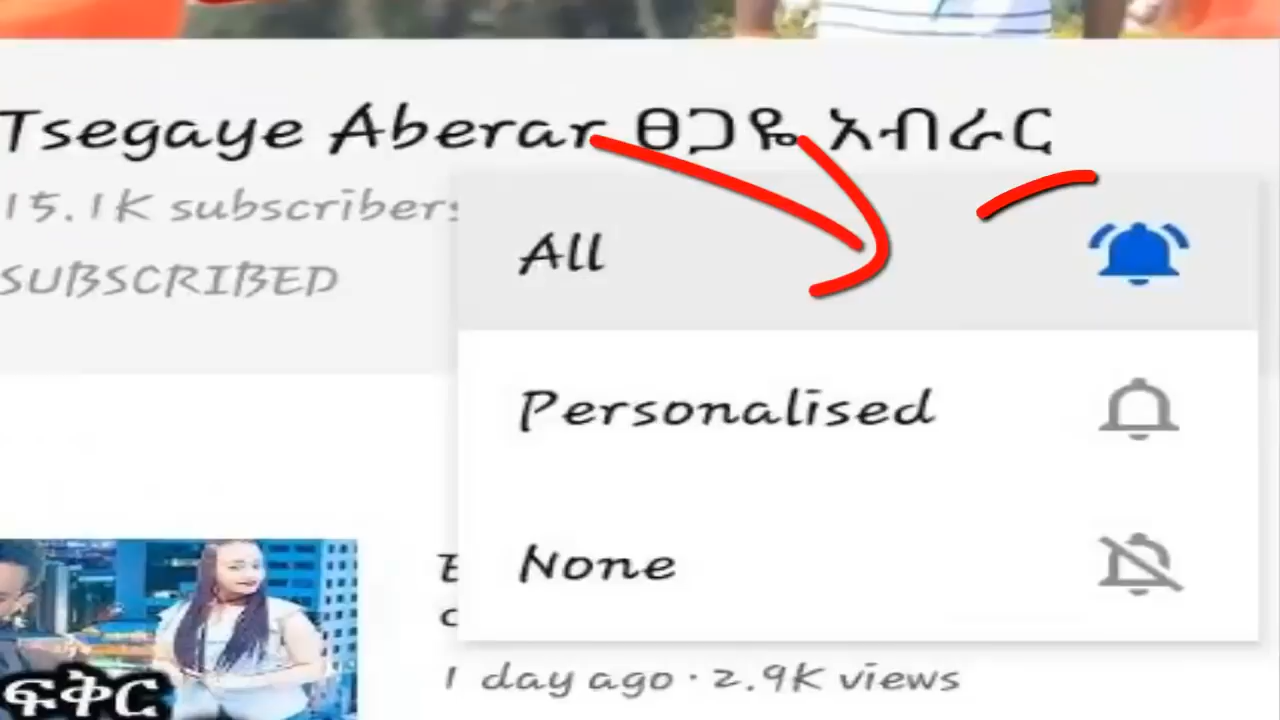 Tsegaye Aberar ፀጋዬ አብራር
15.1K subscribers
SUBSCRIBED
All
Personalised
None
1 day ago · 2.9K views
ፍቅር